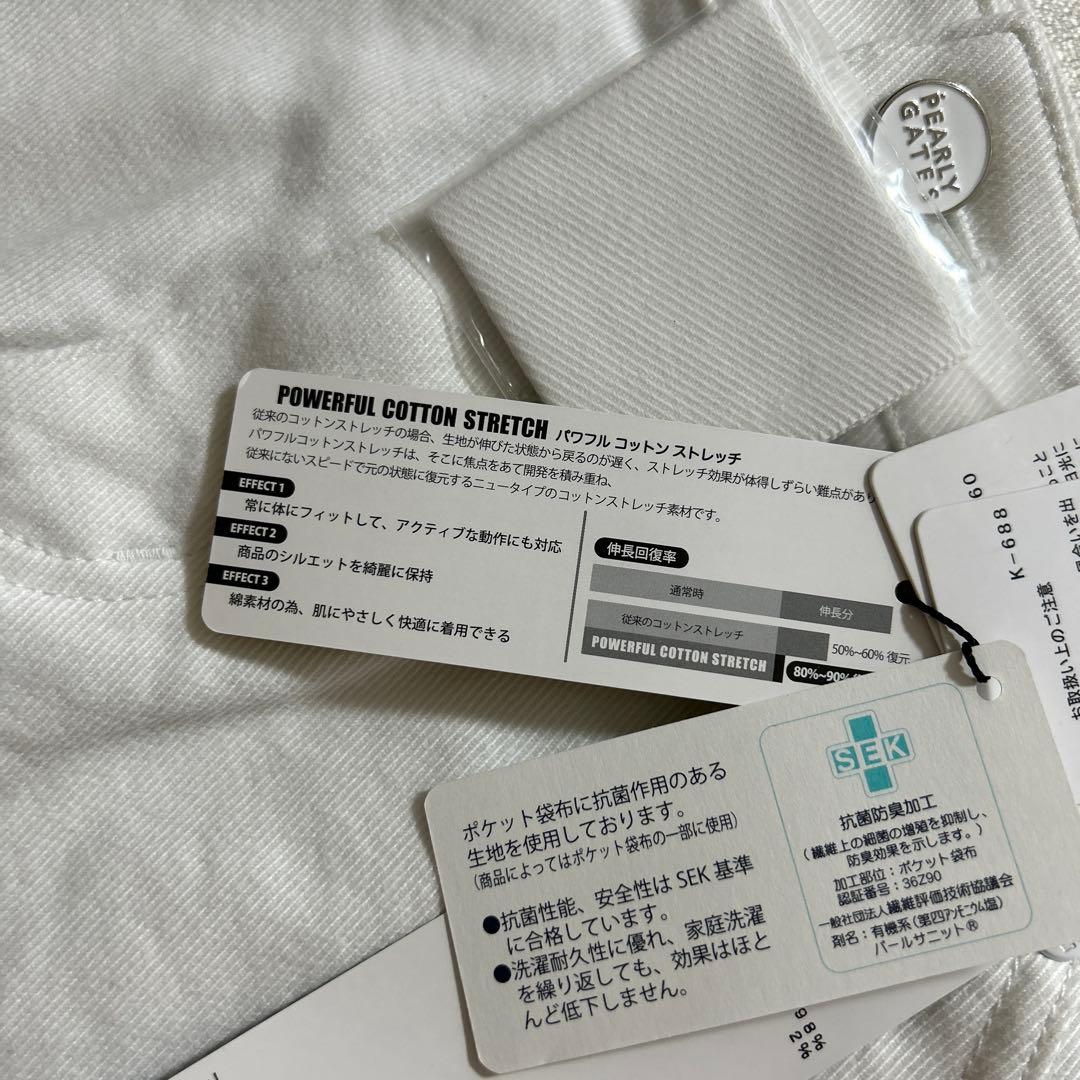 PEARLY
GATES
POWERFUL COTTON STRETCH パワフル コットン ストレッチ
従来のコットンストレッチの場合、生地が伸びた状態から戻るのが遅く、ストレッチ効果が体得しずらい難点があり
パワフルコットンストレッチは、そこに焦点をあて開発を積み重ね、
従来にないスピードで元の状態に復元するニュータイプのコットンストレッチ素材です。
EFFECT 1
常に体にフィットして、アクティブな動作にも対応
EFFECT 2
商品のシルエットを綺麗に保持
EFFECT 3
綿素材の為、肌にやさしく快適に着用できる
伸長回復率
通常時
伸長分
従来のコットンストレッチ
50%~60% 復元
POWERFUL COTTON STRETCH
80%~90%
60
K-688
お取扱い上のご注意
ポケット袋布に抗菌作用のある
生地を使用しております。
(商品によってはポケット袋布の一部に使用)
●抗菌性能、安全性は SEK 基準
に合格しています。
●洗濯耐久性に優れ、家庭洗濯
を繰り返しても、効果はほと
んど低下しません。
SEK
抗菌防臭加工
(繊維上の細菌の増殖を抑制し、
防臭効果を示します。)
加工部位:ポケット袋布
認証番号:36Z90
一般社団法人繊維評価技術協議会
剤名:有機系(第四アンモニウム塩)
パールサニット®
98%
2%